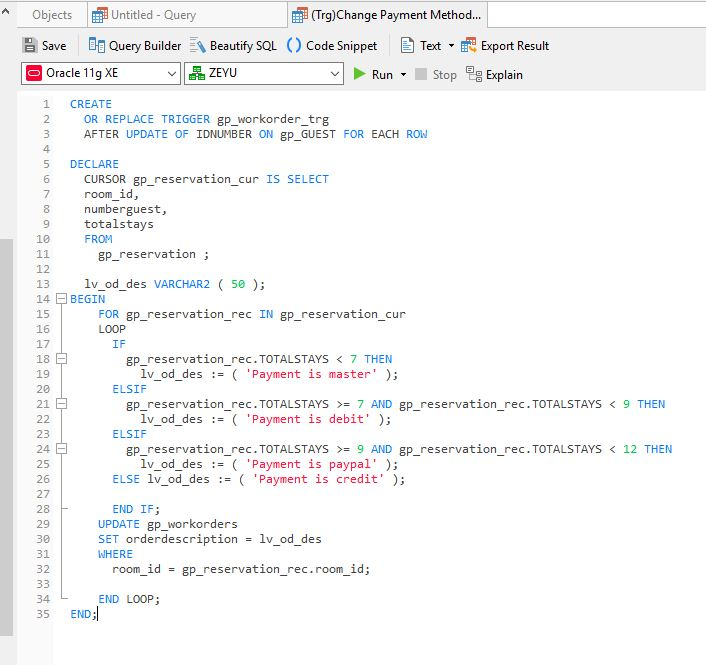 Objects Untitled - Query (Trg)Change Payment Method...
Save Query Builder Beautify SQL Code Snippet Text Export Result
Oracle 11g XE ZEYU Run Stop Explain
1 CREATE
2 OR REPLACE TRIGGER gp_workorder_trg
3 AFTER UPDATE OF IDNUMBER ON gp_GUEST FOR EACH ROW
4
5 DECLARE
6 CURSOR gp_reservation_cur IS SELECT
7 room_id,
8 numberguest,
9 totalstays
10 FROM
11 gp_reservation ;
12
13 lv_od_des VARCHAR2 ( 50 );
14 BEGIN
15 FOR gp_reservation_rec IN gp_reservation_cur
16 LOOP
17 IF
18 gp_reservation_rec.TOTALSTAYS < 7 THEN
19 lv_od_des := ( 'Payment is master' );
20 ELSIF
21 gp_reservation_rec.TOTALSTAYS >= 7 AND gp_reservation_rec.TOTALSTAYS < 9 THEN
22 lv_od_des := ( 'Payment is debit' );
23 ELSIF
24 gp_reservation_rec.TOTALSTAYS >= 9 AND gp_reservation_rec.TOTALSTAYS < 12 THEN
25 lv_od_des := ( 'Payment is paypal' );
26 ELSE lv_od_des := ( 'Payment is credit' );
27
28 END IF;
29 UPDATE gp_workorders
30 SET orderdescription = lv_od_des
31 WHERE
32 room_id = gp_reservation_rec.room_id;
33
34 END LOOP;
35 END;